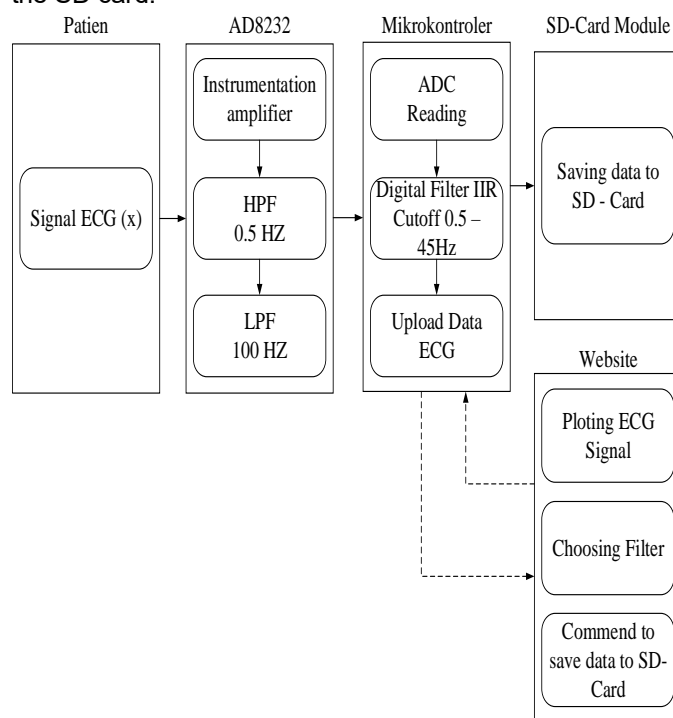 the SD card.
Patien
Signal ECG (x)
AD8232
Instrumentation
amplifier
HPF
0.5 HZ
LPF
100 HZ
Mikrokontroler
ADC
Reading
Digital Filter IIR
Cutoff 0.5 –
45Hz
Upload Data
ECG
SD-Card Module
Saving data to
SD - Card
Website
Ploting ECG
Signal
Choosing Filter
Commend to
save data to SD-
Card